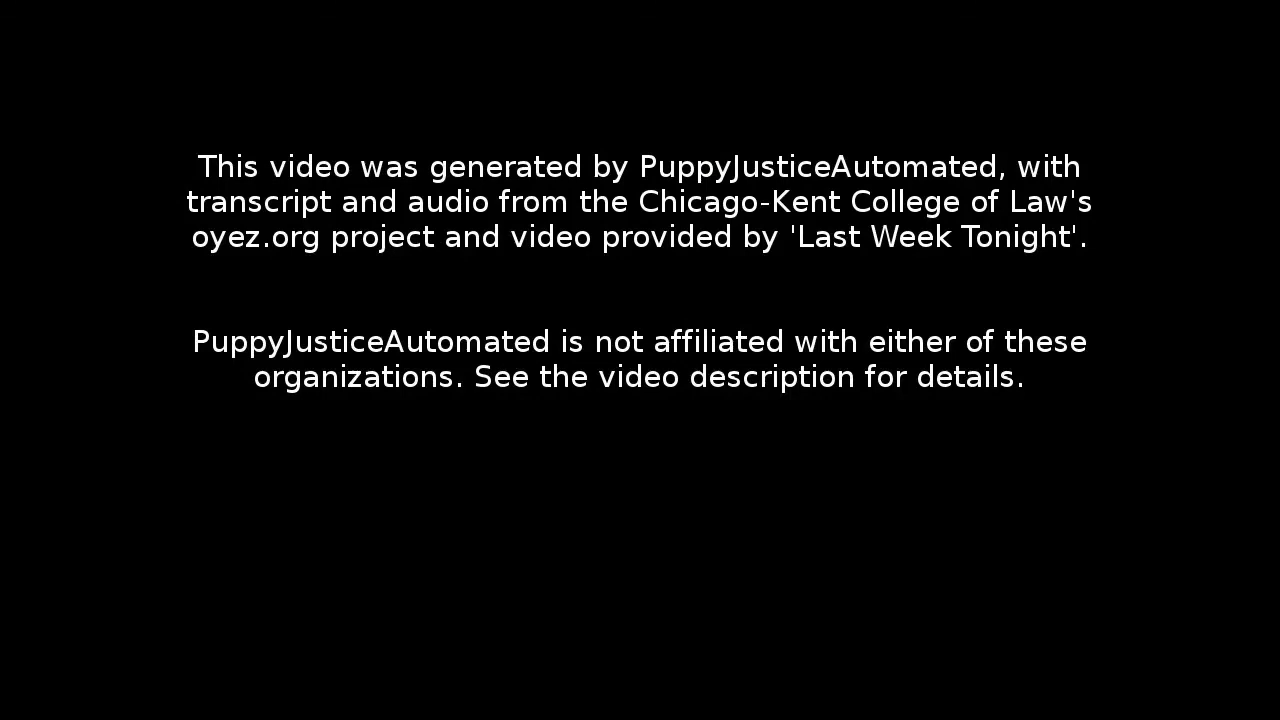 This video was generated by PuppyJusticeAutomated, with
transcript and audio from the Chicago-Kent College of Law's
oyez.org project and video provided by 'Last Week Tonight'.
PuppyJusticeAutomated is not affiliated with either of these
organizations. See the video description for details.